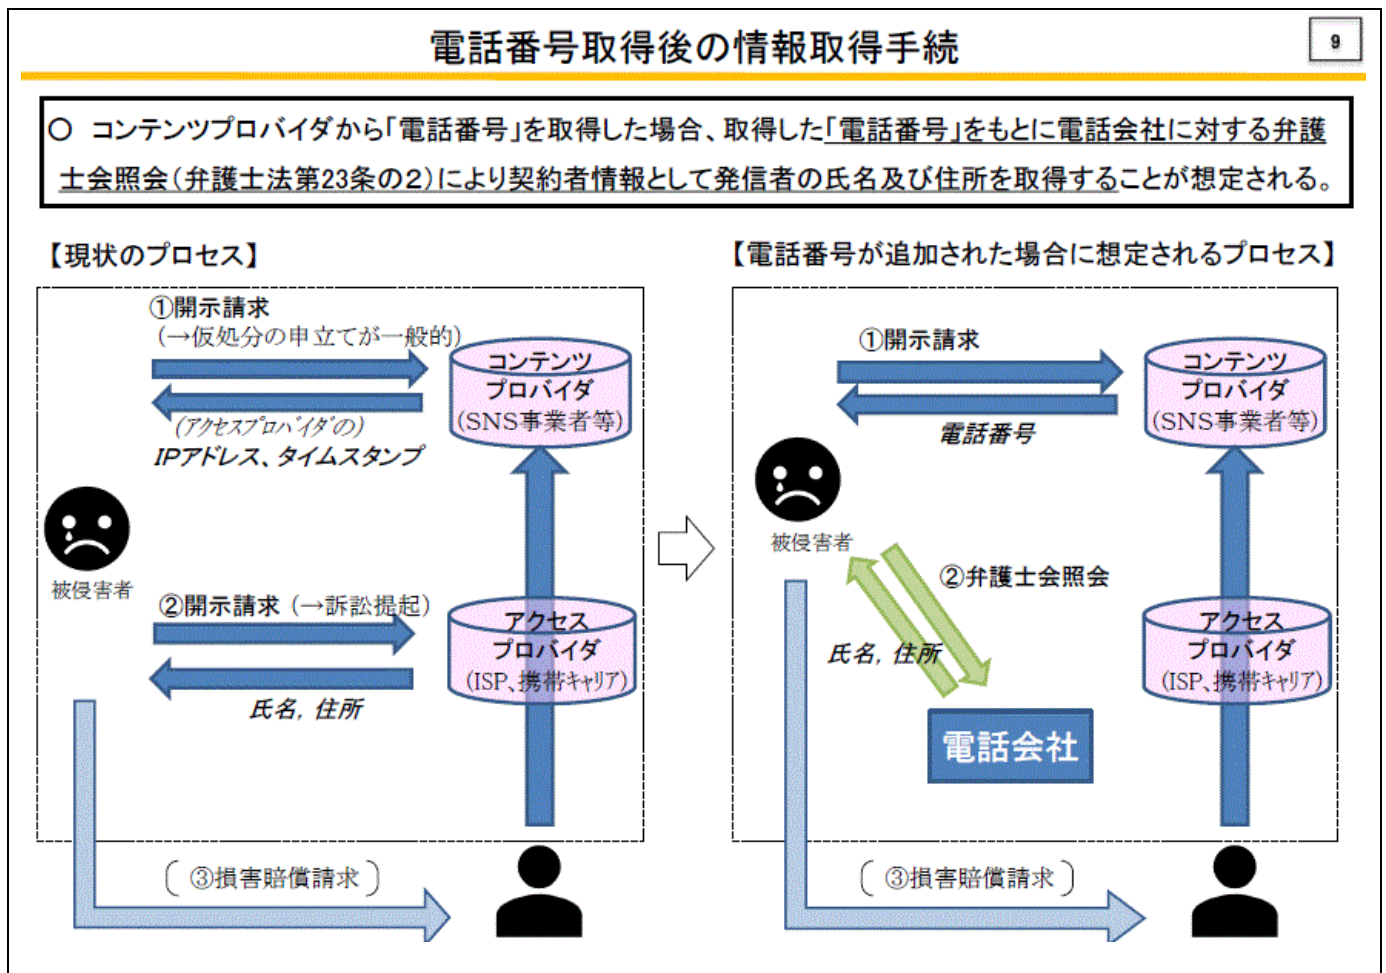 電話番号取得後の情報取得手続
9
○ コンテンツプロバイダから「電話番号」を取得した場合、取得した「電話番号」をもとに電話会社に対する弁護
士会照会(弁護士法第23条の2)により契約者情報として発信者の氏名及び住所を取得することが想定される。
【現状のプロセス】
①開示請求
(→仮処分の申立てが一般的)
コンテンツ
プロバイダ
(SNS事業者等)
(アクセスプロバイダの)
IPアドレス、タイムスタンプ
被侵害者
②開示請求(→訴訟提起)
アクセス
プロバイダ
(ISP、携帯キャリア)
氏名, 住所
③損害賠償請求
【電話番号が追加された場合に想定されるプロセス】
①開示請求
コンテンツ
プロバイダ
(SNS事業者等)
電話番号
被侵害者
②弁護士会照会
アクセス
プロバイダ
(ISP、携帯キャリア)
氏名, 住所
電話会社
③損害賠償請求